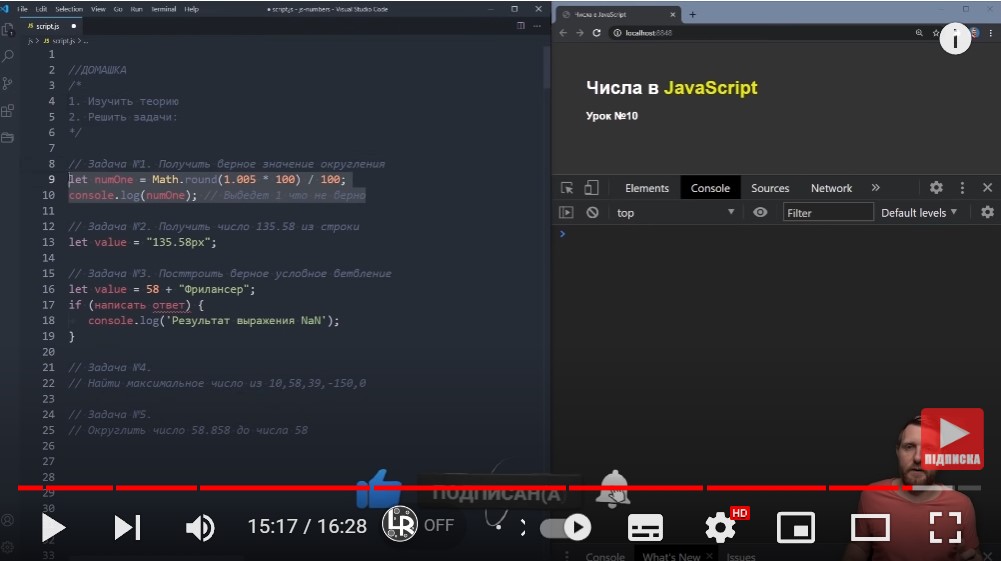 File Edit Selection View Go Run Terminal Help
● script.js - js-numbers - Visual Studio Code
JS script.js ●
js > JS script.js > ...
1
2 //ДОМАШКА
3 /*
4 1. Изучить теорию
5 2. Решить задачи:
6 */
7
8 // Задача №1. Получить верное значение округления
9 let numOne = Math.round(1.005 * 100) / 100;
10 console.log(numOne); // Выведет 1 что не верно
11
12 // Задача №2. Получить число 135.58 из строки
13 let value = "135.58px";
14
15 // Задача №3. Посттроить верное условное ветвление
16 let value = 58 + "Фрилансер";
17 if (написать ответ) {
18 console.log('Результат выражения NaN');
19 }
20
21 // Задача №4.
22 // Найти максимальное число из 10,58,39,-150,0
23
24 // Задача №5.
25 // Округлить число 58.858 до числа 58
26
27
28
29
33
Числа в JavaScript
localhost:8848
Числа в JavaScript
Урок №10
Elements Console Sources Network »
top Filter Default levels
ПІДПИСКА
ПОДПИСАН(А)
15:17 / 16:28
OFF
HD
Console What's New Issues